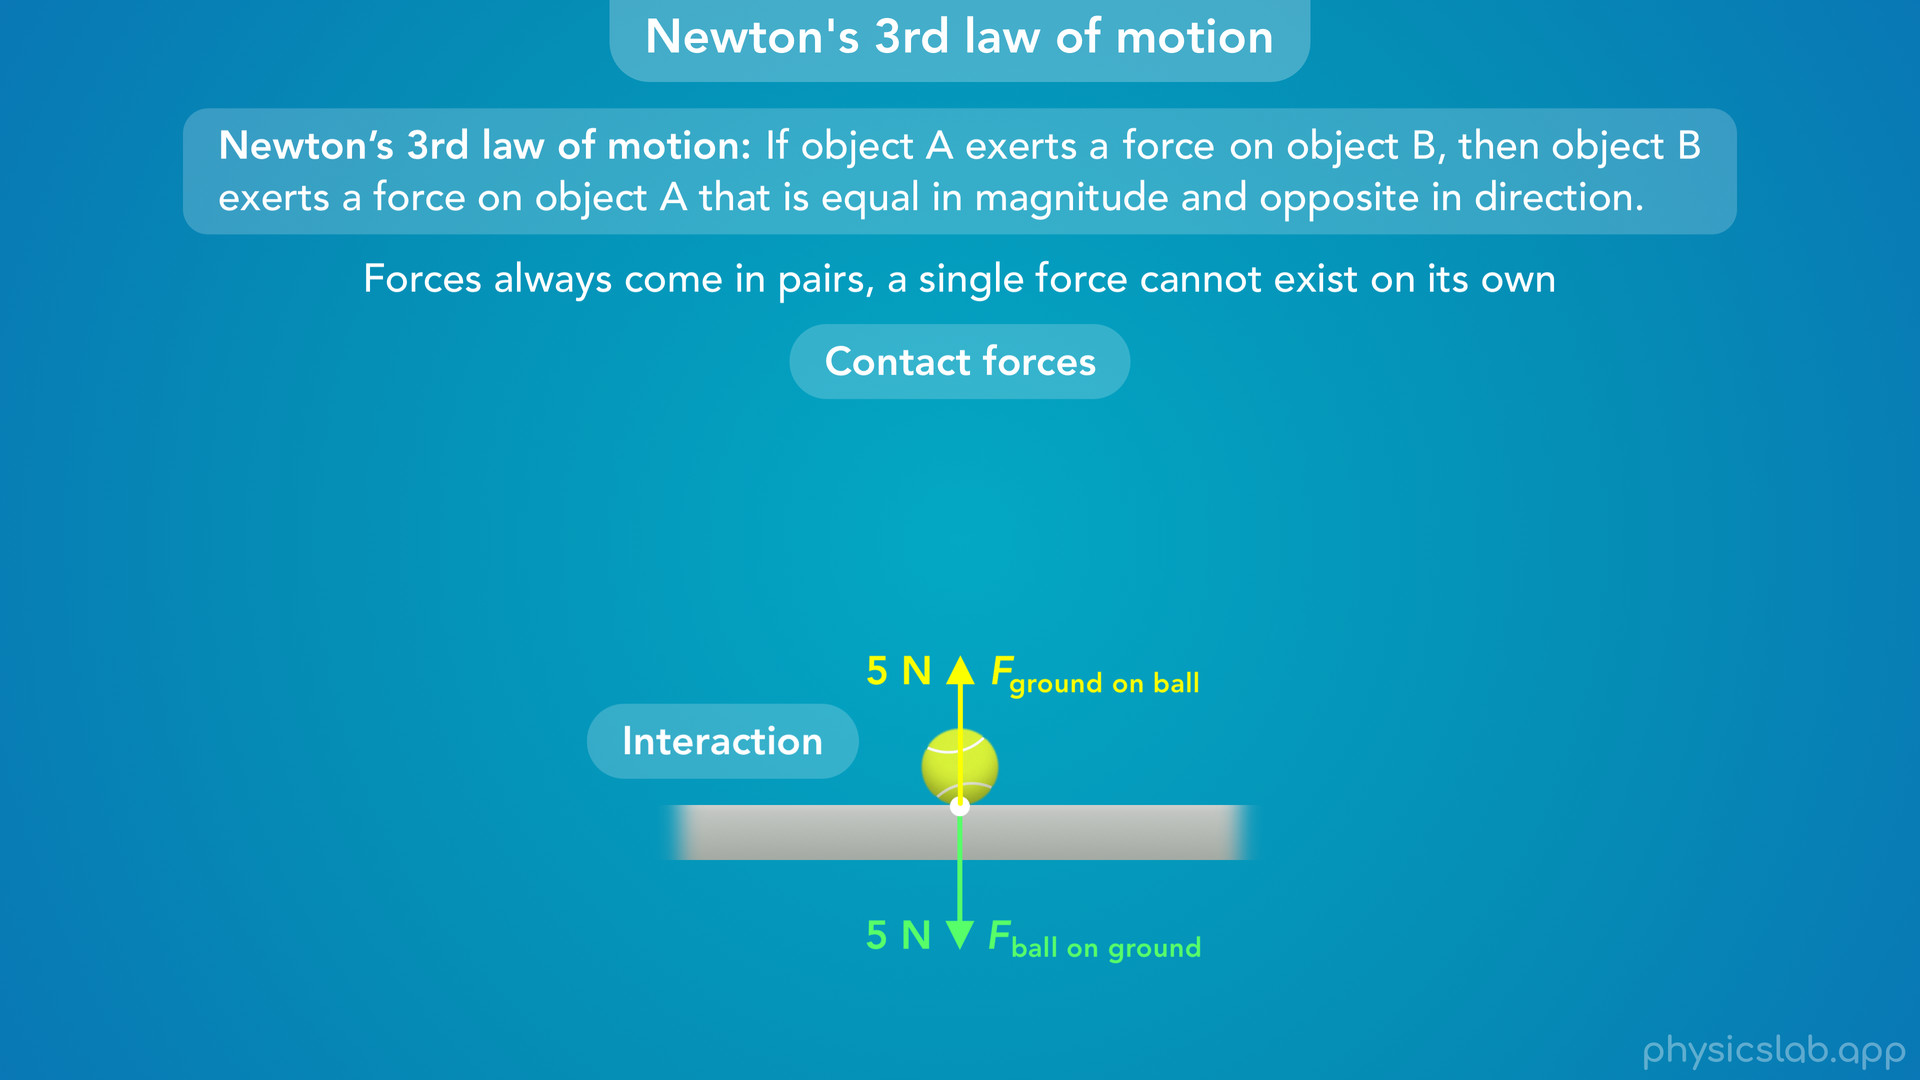 Newton's 3rd law of motion
Newton’s 3rd law of motion: If object A exerts a force on object B, then object B
exerts a force on object A that is equal in magnitude and opposite in direction.
Forces always come in pairs, a single force cannot exist on its own
Contact forces
5 N F ground on ball
Interaction
5 N F ball on ground
physicslab.app